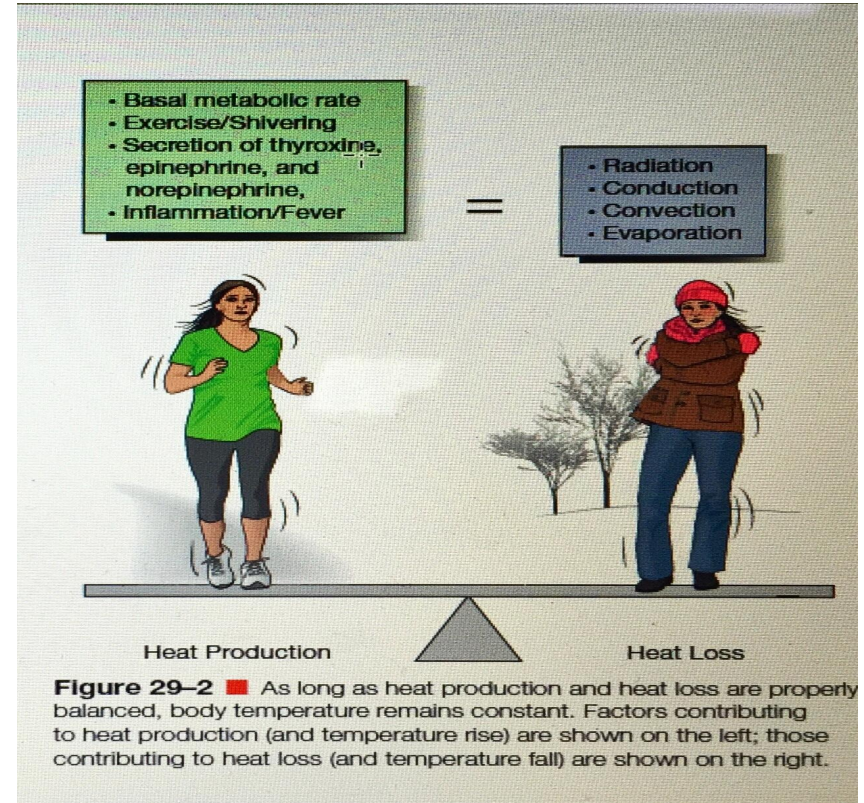 • Basal metabolic rate
• Exercise/Shivering
• Secretion of thyroxine,
epinephrine, and
norepinephrine,
• Inflammation/Fever
=
• Radiation
• Conduction
• Convection
• Evaporation
Heat Production
Heat Loss
Figure 29–2 ■ As long as heat production and heat loss are properly
balanced, body temperature remains constant. Factors contributing
to heat production (and temperature rise) are shown on the left; those
contributing to heat loss (and temperature fall) are shown on the right.